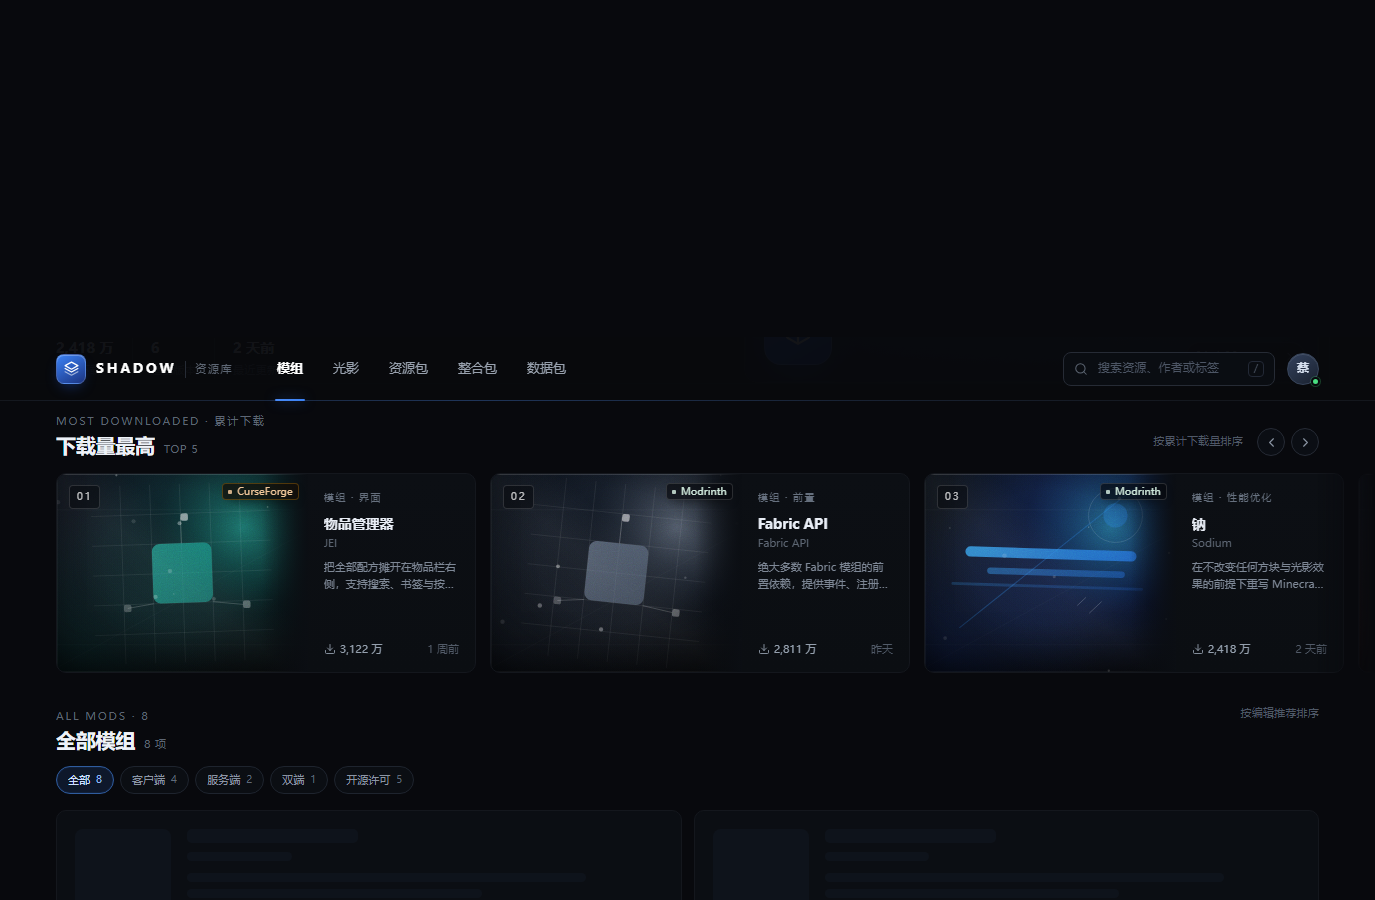 2,418 万 6 2 天前
SHADOW 资源库 模组 光影 资源包 整合包 数据包 搜索资源、作者或标签 / 蔡
MOST DOWNLOADED · 累计下载
下载量最高 TOP 5 按累计下载量排序
01 CurseForge
模组 · 界面
物品管理器
JEI
把全部配方摊开在物品栏右
侧，支持搜索、书签与按...
3,122 万 1 周前
02 Modrinth
模组 · 前置
Fabric API
Fabric API
绝大多数 Fabric 模组的前
置依赖，提供事件、注册...
2,811 万 昨天
03 Modrinth
模组 · 性能优化
钠
Sodium
在不改变任何方块与光影效
果的前提下重写 Minecra...
2,418 万 2 天前
ALL MODS · 8 按编辑推荐排序
全部模组 8 项
全部 8 客户端 4 服务端 2 双端 1 开源许可 5